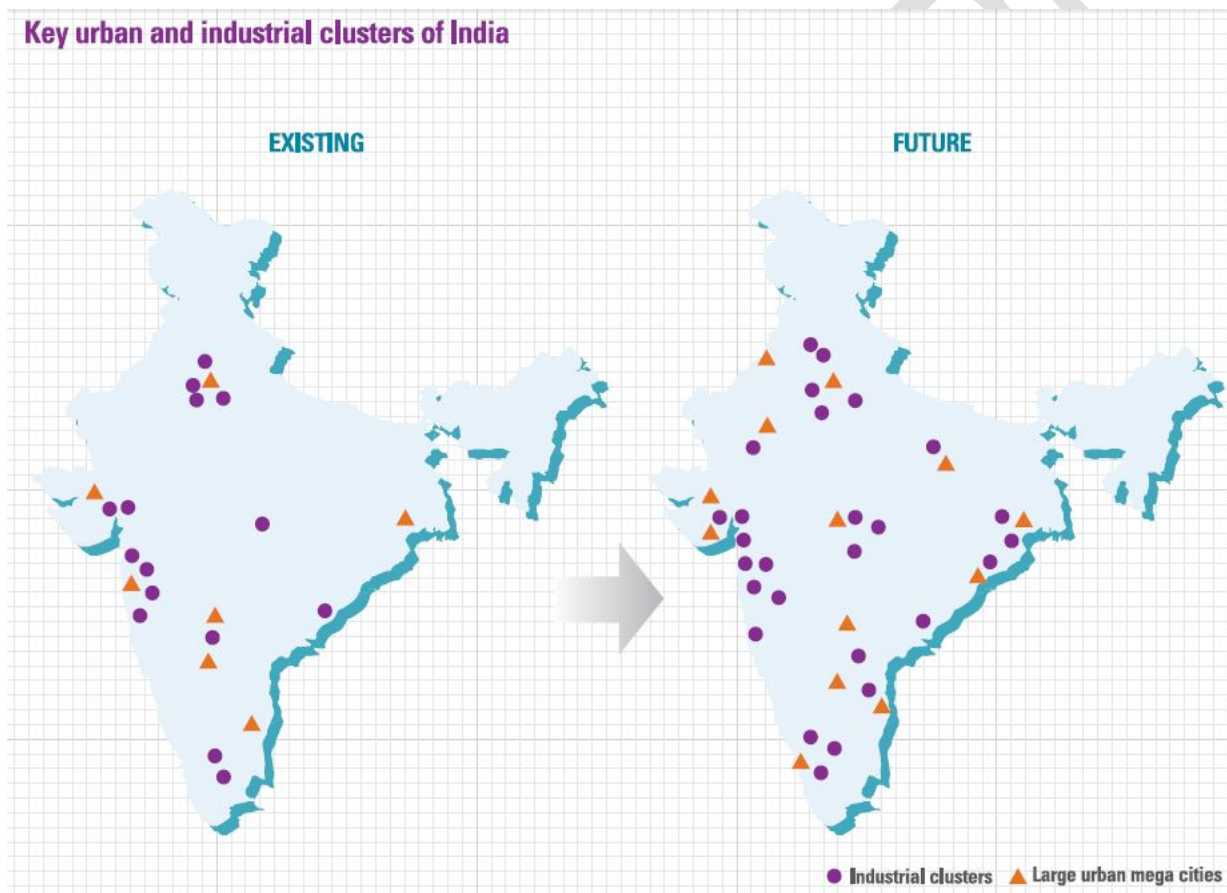 Key urban and industrial clusters of India
EXISTING
FUTURE
Industrial clusters
Large urban mega cities